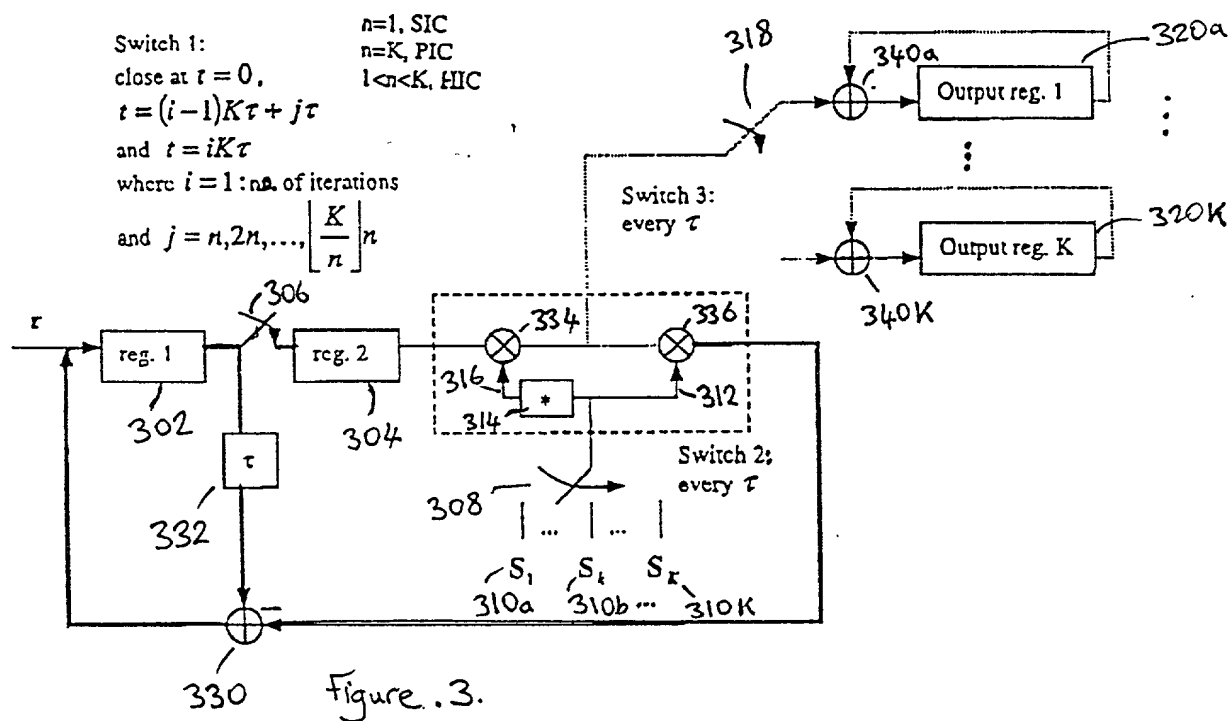 Switch 1:
close at t = 0,
t = (i−1)Kτ + jτ
and t = iKτ
where i = 1 : no. of iterations
and j = n, 2n, ..., ⌊K/n⌋n
n=1, SIC
n=K, PIC
1<n<K, HIC
318
340a
320a
Output reg. 1
Switch 3:
every τ
320K
Output reg. K
340K
306
r
reg. 1
reg. 2
334
336
316
314
*
312
302
304
τ
332
Switch 2;
every τ
308
... ...
S₁ Sₖ S_K
310a 310b ... 310K
−
330
Figure. 3.